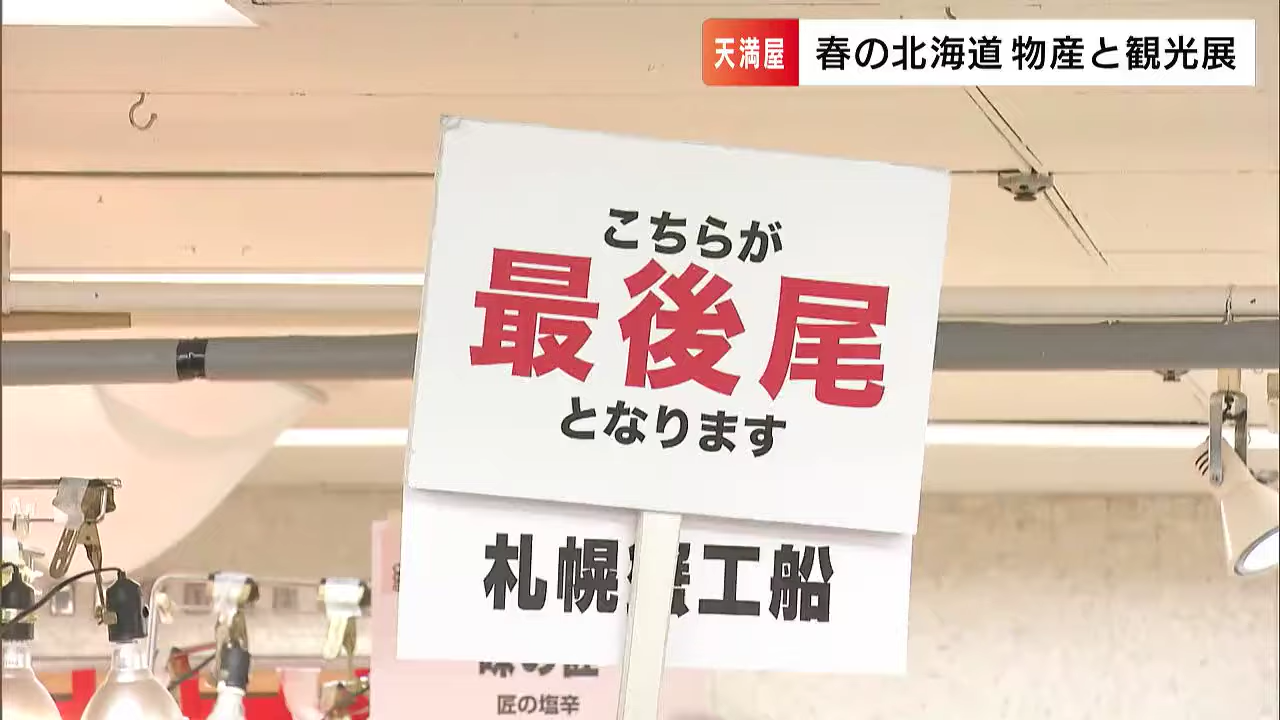 天満屋
春の北海道 物産と観光展
こちらが
最後尾
となります
札幌蟹工船
匠の塩辛